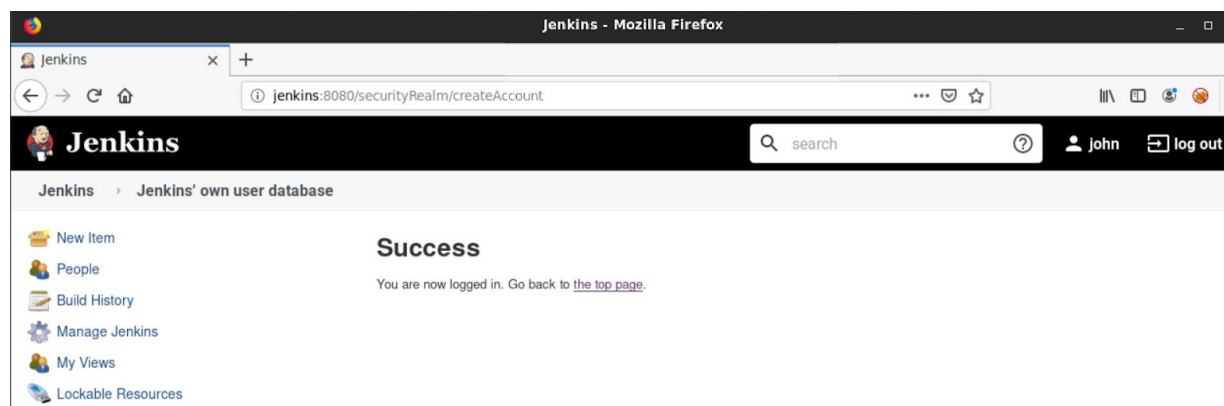 Jenkins - Mozilla Firefox
Jenkins
jenkins:8080/securityRealm/createAccount
Jenkins
search
john
log out
Jenkins
Jenkins' own user database
New Item
People
Build History
Manage Jenkins
My Views
Lockable Resources
Success
You are now logged in. Go back to the top page.